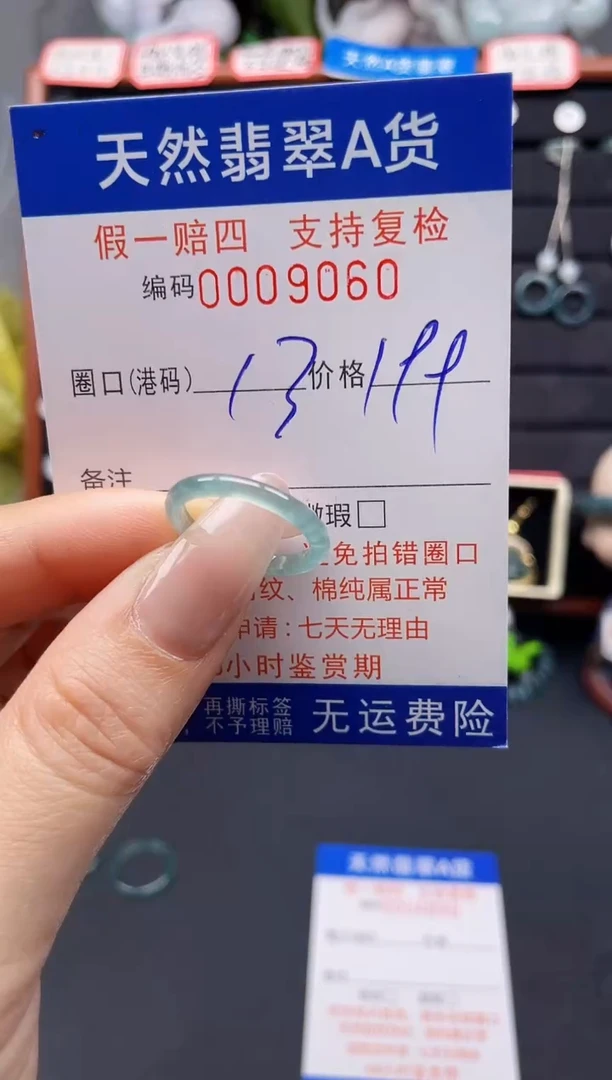 天然翡翠A货
假一赔四 支持复检
编码0009060
圈口(港码) 13 价格 199
备注
微瑕□
避免拍错圈口
纹、棉纯属正常
申请:七天无理由
小时鉴赏期
再撕标签
不予理赔
无运费险
天然翡翠A货